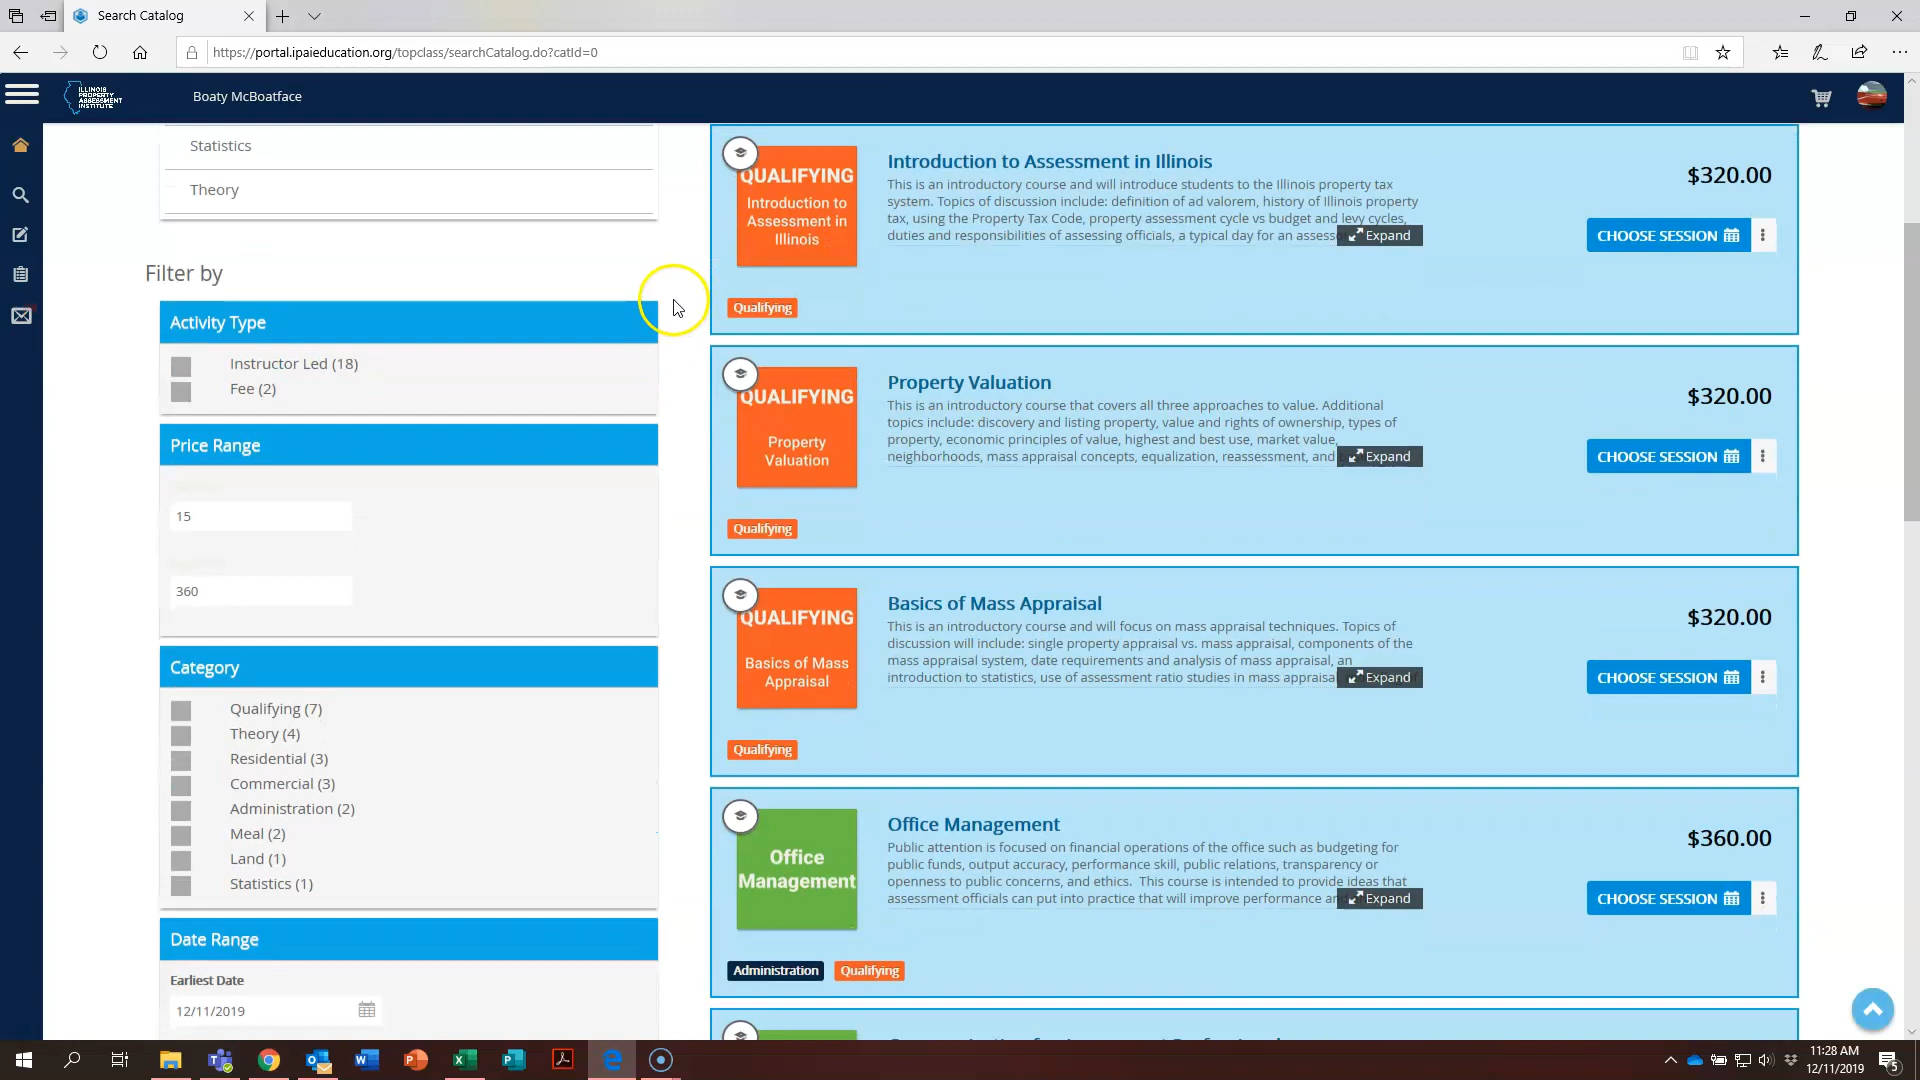 Search Catalog
https://portal.ipaieducation.org/topclass/searchCatalog.do?catId=0
ILLINOIS
PROPERTY
ASSESSMENT
INSTITUTE
Boaty McBoatface
Statistics
Theory
Filter by
Activity Type
Instructor Led (18)
Fee (2)
Price Range
15
360
Category
Qualifying (7)
Theory (4)
Residential (3)
Commercial (3)
Administration (2)
Meal (2)
Land (1)
Statistics (1)
Date Range
Earliest Date
12/11/2019
QUALIFYING
Introduction to
Assessment in
Illinois
Introduction to Assessment in Illinois
This is an introductory course and will introduce students to the Illinois property tax
system. Topics of discussion include: definition of ad valorem, history of Illinois property
tax, using the Property Tax Code, property assessment cycle vs budget and levy cycles,
duties and responsibilities of assessing officials, a typical day for an
Expand
$320.00
CHOOSE SESSION
Qualifying
QUALIFYING
Property
Valuation
Property Valuation
This is an introductory course that covers all three approaches to value. Additional
topics include: discovery and listing property, value and rights of ownership, types of
property, economic principles of value, highest and best use, market value,
neighborhoods, mass appraisal concepts, equalization, reassessment, and
Expand
$320.00
CHOOSE SESSION
Qualifying
QUALIFYING
Basics of Mass
Appraisal
Basics of Mass Appraisal
This is an introductory course and will focus on mass appraisal techniques. Topics of
discussion will include: single property appraisal vs. mass appraisal, components of the
mass appraisal system, date requirements and analysis of mass appraisal, an
introduction to statistics, use of assessment ratio studies in mass
Expand
$320.00
CHOOSE SESSION
Qualifying
Office
Management
Office Management
Public attention is focused on financial operations of the office such as budgeting for
public funds, output accuracy, performance skill, public relations, transparency or
openness to public concerns, and ethics. This course is intended to provide ideas that
assessment officials can put into practice that will improve performance
Expand
$360.00
CHOOSE SESSION
Administration
Qualifying
11:28 AM
12/11/2019
5